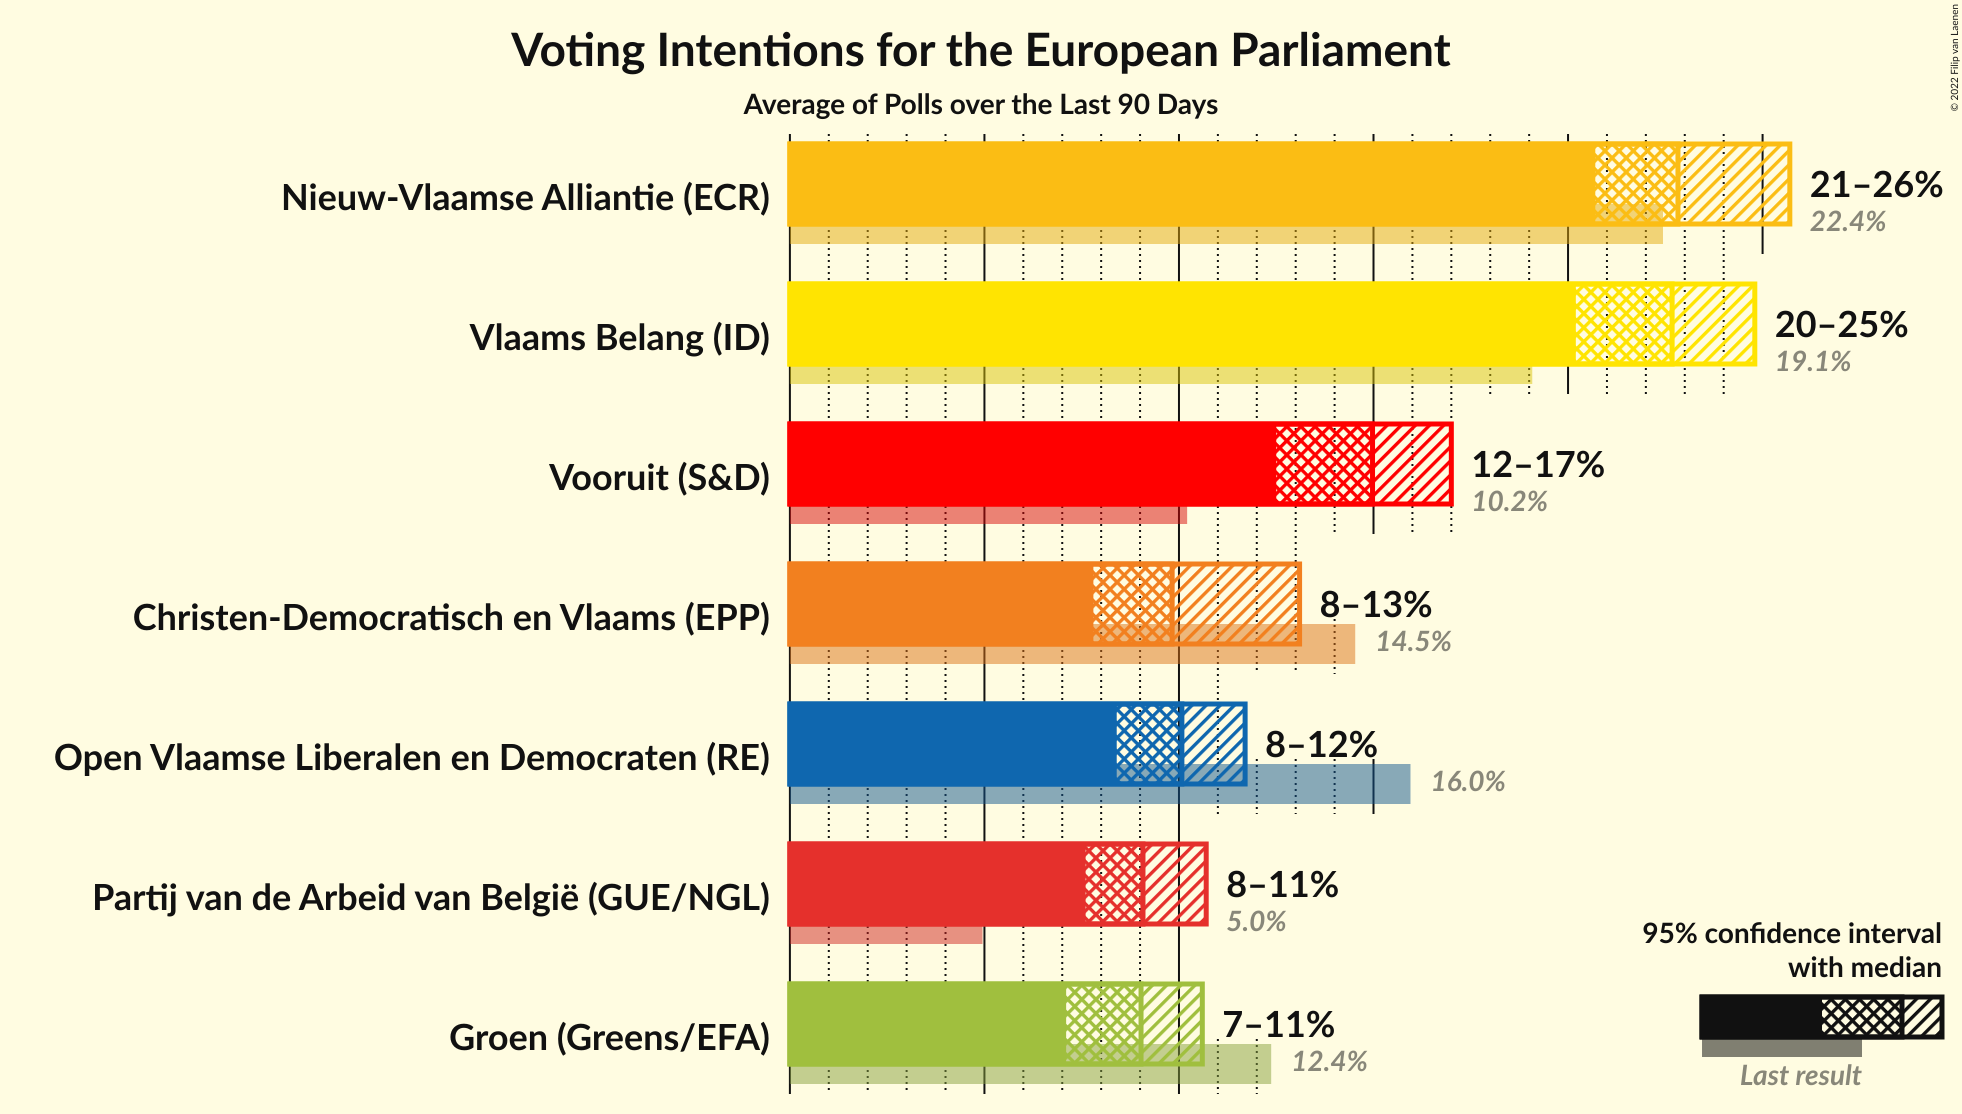 Voting Intentions for the European Parliament
Average of Polls over the Last 90 Days
© 2022 Filip van Laenen
Nieuw-Vlaamse Alliantie (ECR)
21–26%
22.4%
Vlaams Belang (ID)
20–25%
19.1%
Vooruit (S&D)
12–17%
10.2%
Christen-Democratisch en Vlaams (EPP)
8–13%
14.5%
Open Vlaamse Liberalen en Democraten (RE)
8–12%
16.0%
Partij van de Arbeid van België (GUE/NGL)
8–11%
5.0%
Groen (Greens/EFA)
7–11%
12.4%
95% confidence interval
with median
Last result